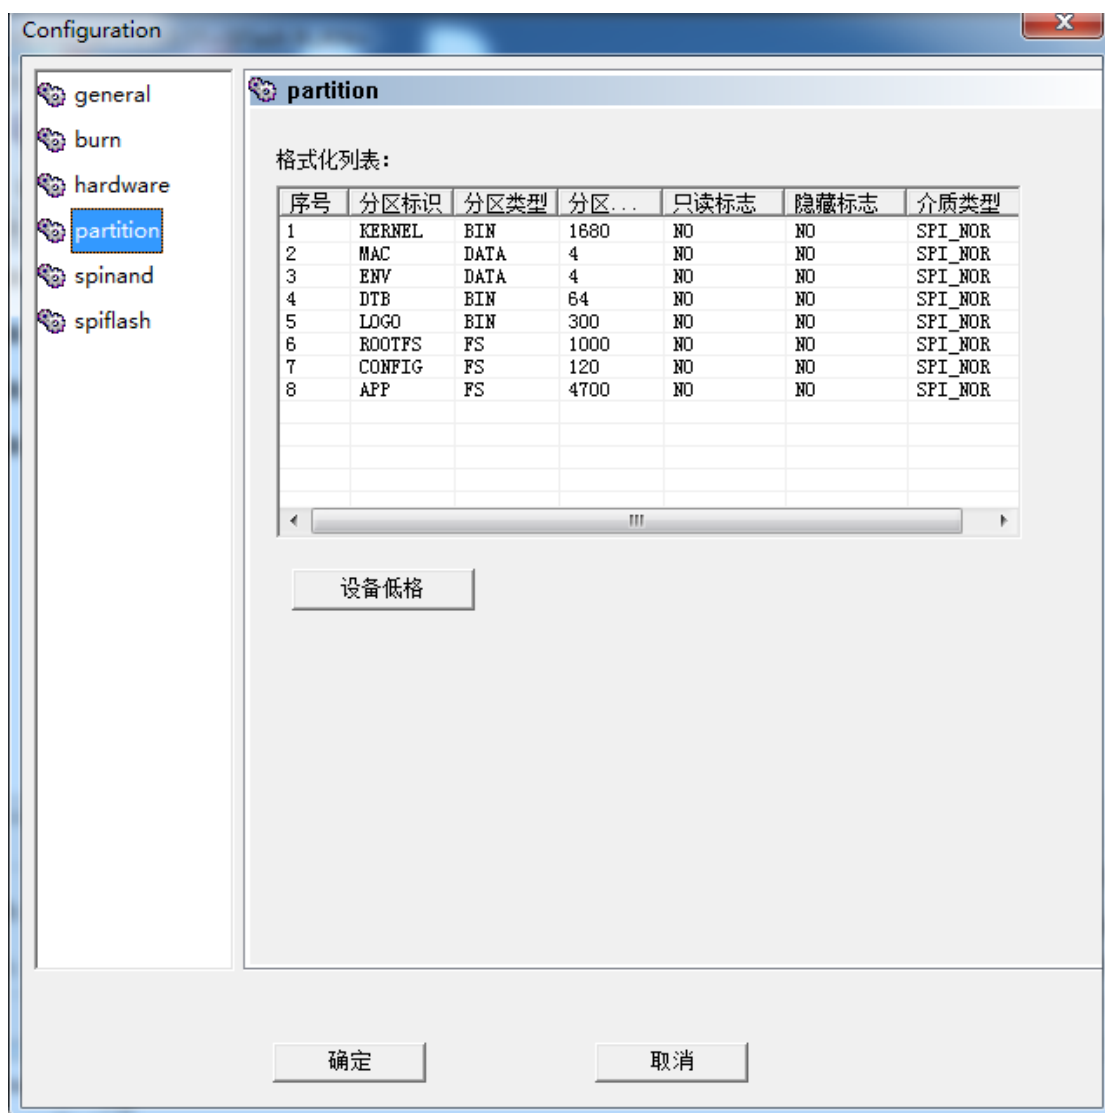 Configuration
general
burn
hardware
partition
spinand
spiflash
partition
格式化列表:
序号 分区标识 分区类型 分区... 只读标志 隐藏标志 介质类型
1 KERNEL BIN 1680 NO NO SPI_NOR
2 MAC DATA 4 NO NO SPI_NOR
3 ENV DATA 4 NO NO SPI_NOR
4 DTB BIN 64 NO NO SPI_NOR
5 LOGO BIN 300 NO NO SPI_NOR
6 ROOTFS FS 1000 NO NO SPI_NOR
7 CONFIG FS 120 NO NO SPI_NOR
8 APP FS 4700 NO NO SPI_NOR
设备低格
确定 取消